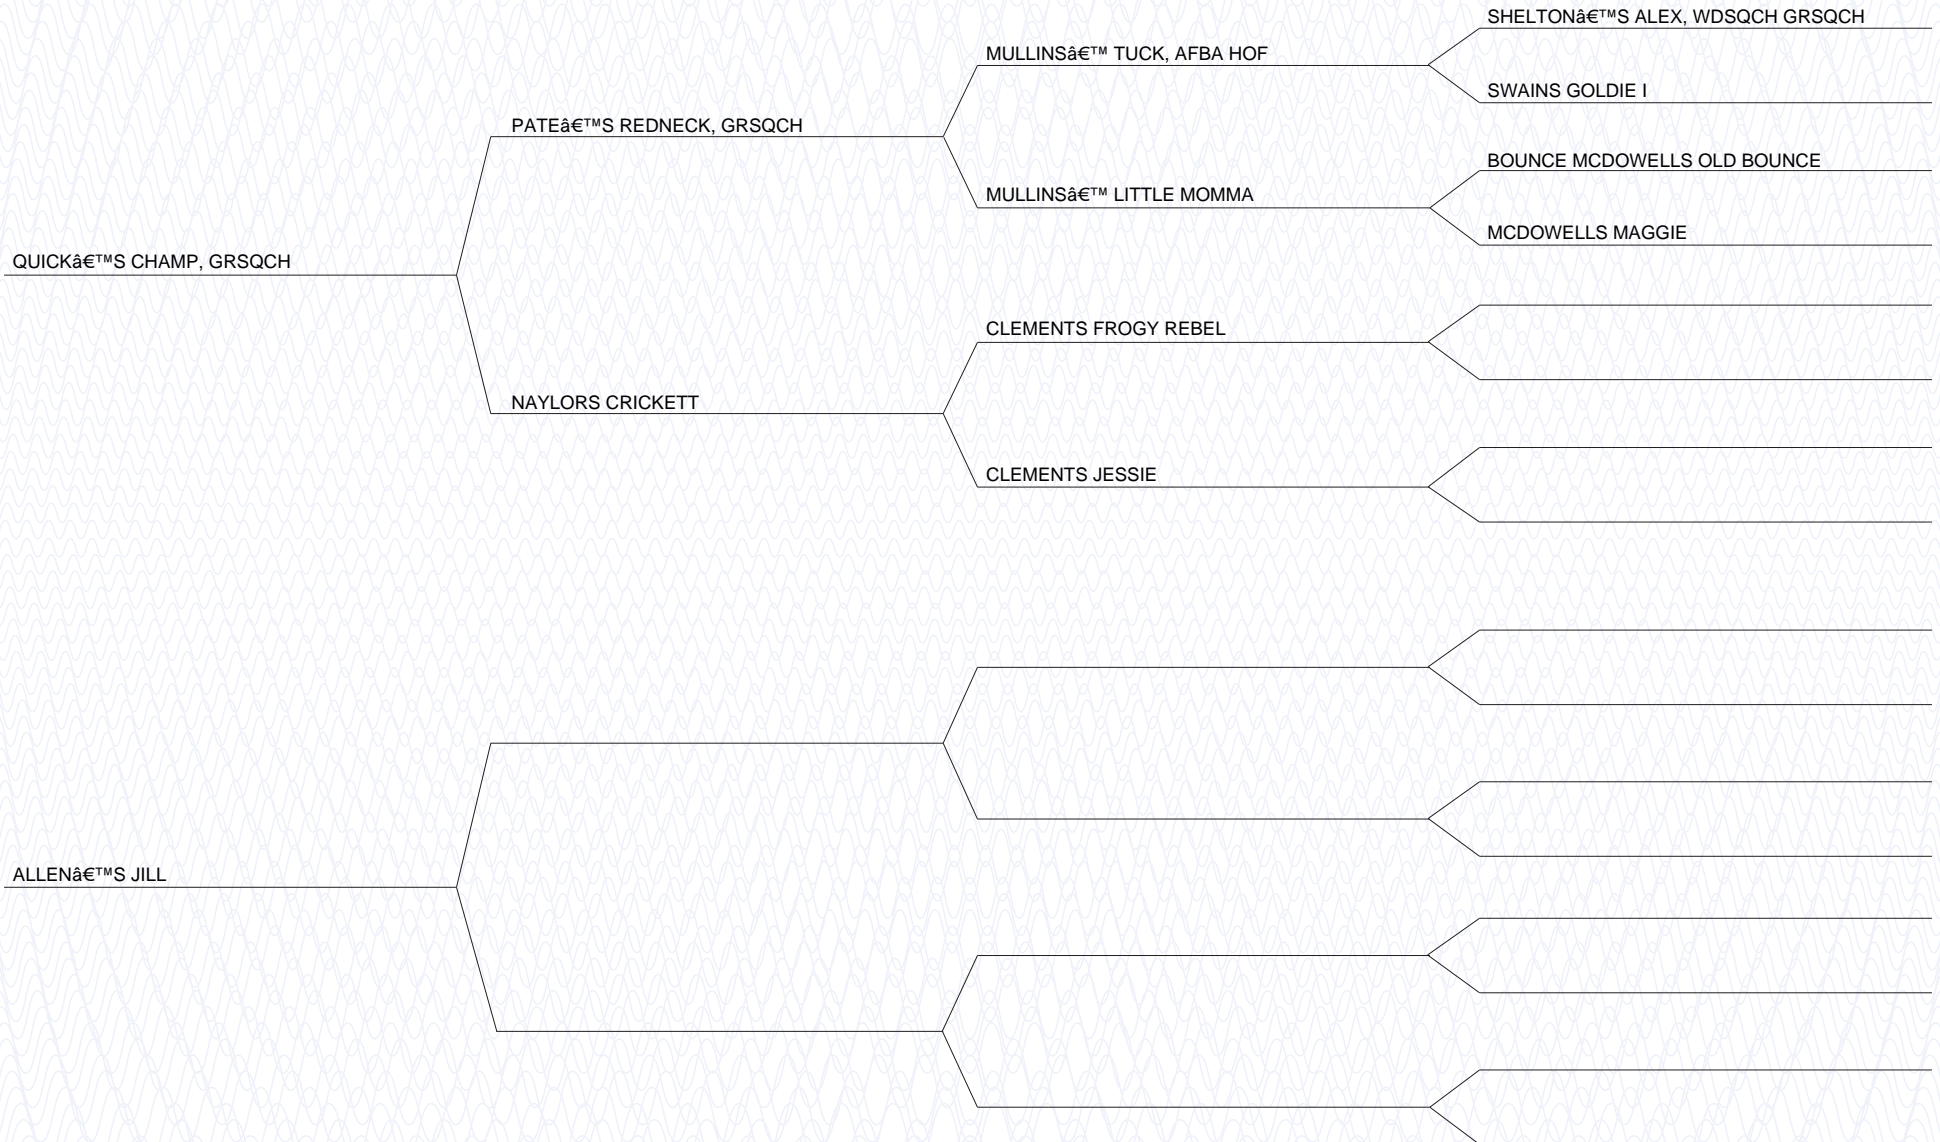 SHELTONâ€™S ALEX, WDSQCH GRSQCH
MULLINSâ€™ TUCK, AFBA HOF
SWAINS GOLDIE I
PATEâ€™S REDNECK, GRSQCH
BOUNCE MCDOWELLS OLD BOUNCE
MULLINSâ€™ LITTLE MOMMA
MCDOWELLS MAGGIE
QUICKâ€™S CHAMP, GRSQCH
CLEMENTS FROGY REBEL
NAYLORS CRICKETT
CLEMENTS JESSIE
ALLENâ€™S JILL